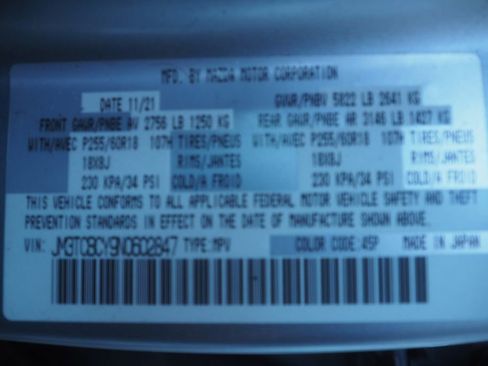 MFD. BY MAZDA MOTOR CORPORATION
DATE 11/21 GVWR/PNBV 5822 LB 2641 KG
FRONT GAWR/PNBE AV 2756 LB 1250 KG REAR GAWR/PNBE AR 3146 LB 1427 KG
WITH/AVEC P255/60R18 107H TIRES/PNEUS WITH/AVEC P255/60R18 107H TIRES/PNEUS
18X8J RIMS/JANTES 18X8J RIMS/JANTES
230 KPA/34 PSI COLD/A FROID 230 KPA/34 PSI COLD/A FROID
THIS VEHICLE CONFORMS TO ALL APPLICABLE FEDERAL MOTOR VEHICLE SAFETY AND THEFT
PREVENTION STANDARDS IN EFFECT ON THE DATE OF MANUFACTURE SHOWN ABOVE.
VIN: JM3TCBCY9N0602847 TYPE: MPV COLOR CODE: 45P MADE IN JAPAN